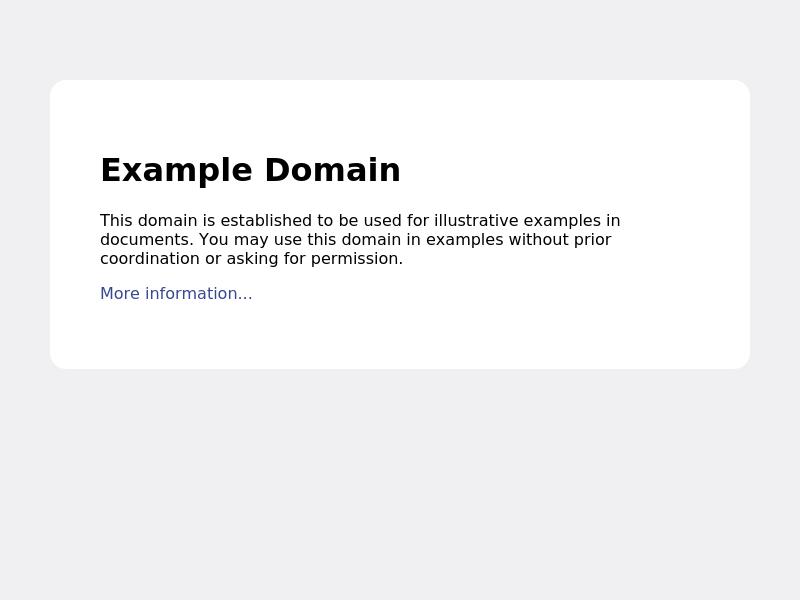 Example Domain
This domain is established to be used for illustrative examples in
documents. You may use this domain in examples without prior
coordination or asking for permission.
More information...